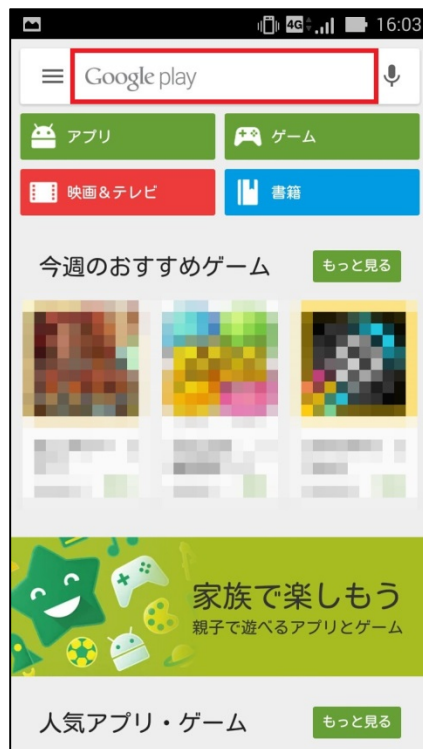 4G 16:03
Google play
アプリ
ゲーム
映画&テレビ
書籍
今週のおすすめゲーム
もっと見る
家族で楽しもう
親子で遊べるアプリとゲーム
人気アプリ・ゲーム
もっと見る